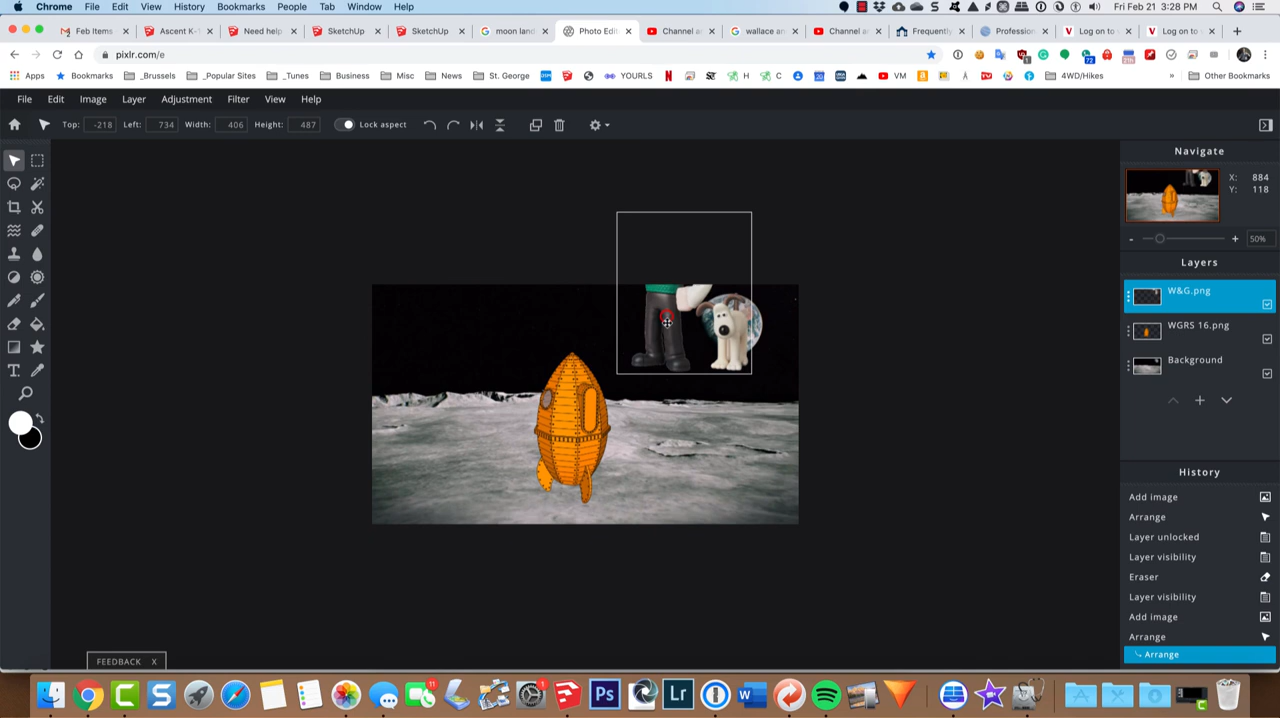 Chrome File Edit View History Bookmarks People Tab Window Help Fri Feb 21 3:28 PM
Feb Items Ascent K-1 Need help SketchUp SketchUp moon land Photo Edit Channel a wallace an Channel a Frequently Profession Log on to v Log on to v
pixlr.com/e
Apps Bookmarks _Brussels _Popular Sites _Tunes Business Misc News St. George YOURLS H C VM 4WD/Hikes Other Bookmarks
File Edit Image Layer Adjustment Filter View Help
Top: -218 Left: 734 Width: 406 Height: 487 Lock aspect
Navigate
X: 884
Y: 118
- + 50%
Layers
W&G.png
WGRS 16.png
Background
History
Add image
Arrange
Layer unlocked
Layer visibility
Eraser
Layer visibility
Add image
Arrange
Arrange
FEEDBACK X